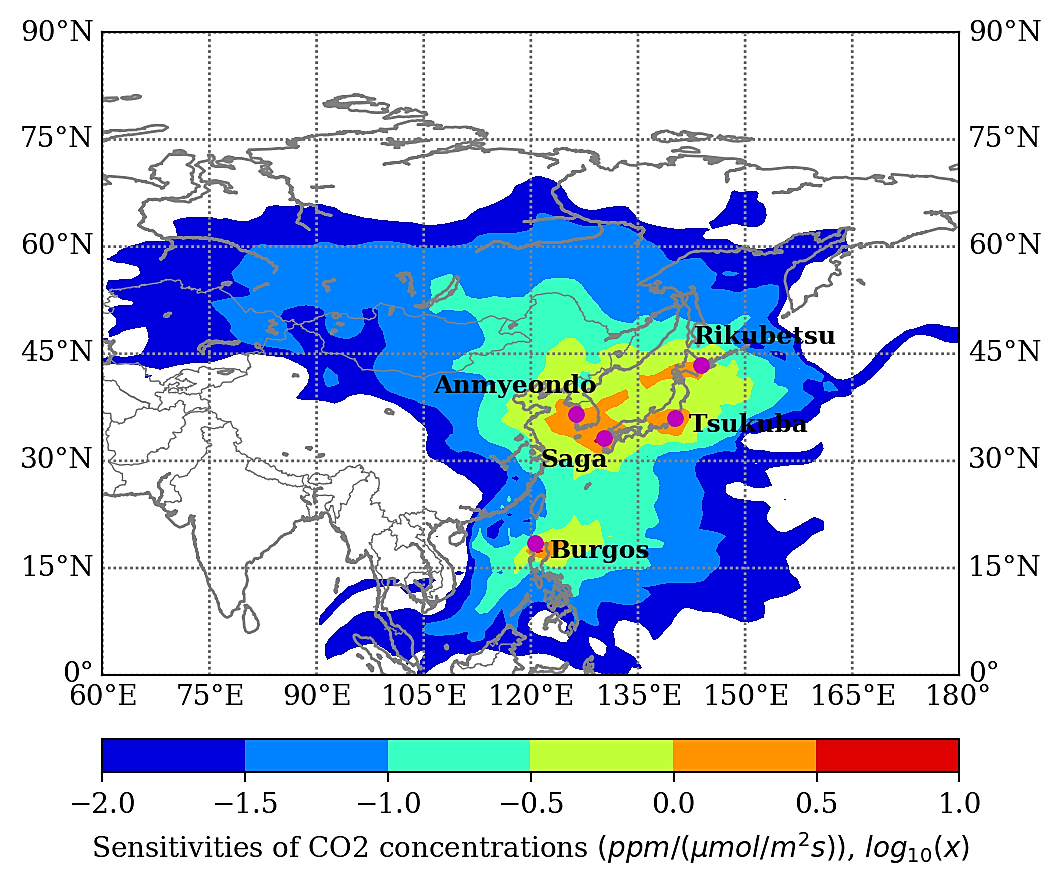 90°N 90°N
75°N 75°N
60°N 60°N
Rikubetsu
45°N 45°N
Anmyeondo
Tsukuba
30°N Saga 30°N
Burgos
15°N 15°N
0° 0°
60°E 75°E 90°E 105°E 120°E 135°E 150°E 165°E 180°
−2.0 −1.5 −1.0 −0.5 0.0 0.5 1.0
Sensitivities of CO2 concentrations (ppm/(μmol/m²s)), log₁₀(x)